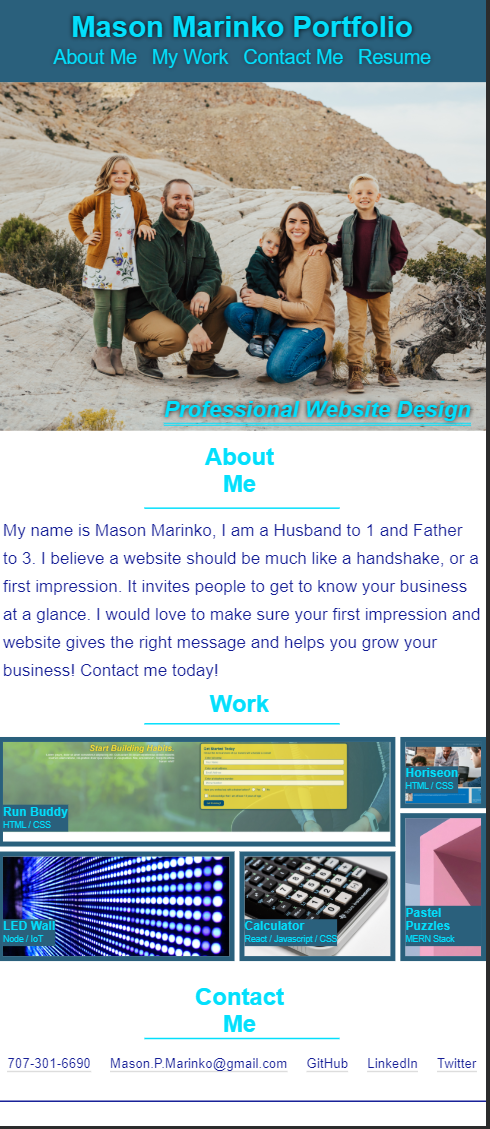 Mason Marinko Portfolio
About Me My Work Contact Me Resume
Professional Website Design
About
Me
My name is Mason Marinko, I am a Husband to 1 and Father
to 3. I believe a website should be much like a handshake, or a
first impression. It invites people to get to know your business
at a glance. I would love to make sure your first impression and
website gives the right message and helps you grow your
business! Contact me today!
Work
Start Building Habits.
Get Started Today
Run Buddy
HTML / CSS
Horiseon
HTML / CSS
LED Wall
Node / IoT
Calculator
React / Javascript / CSS
Pastel
Puzzles
MERN Stack
Contact
Me
707-301-6690 Mason.P.Marinko@gmail.com GitHub LinkedIn Twitter